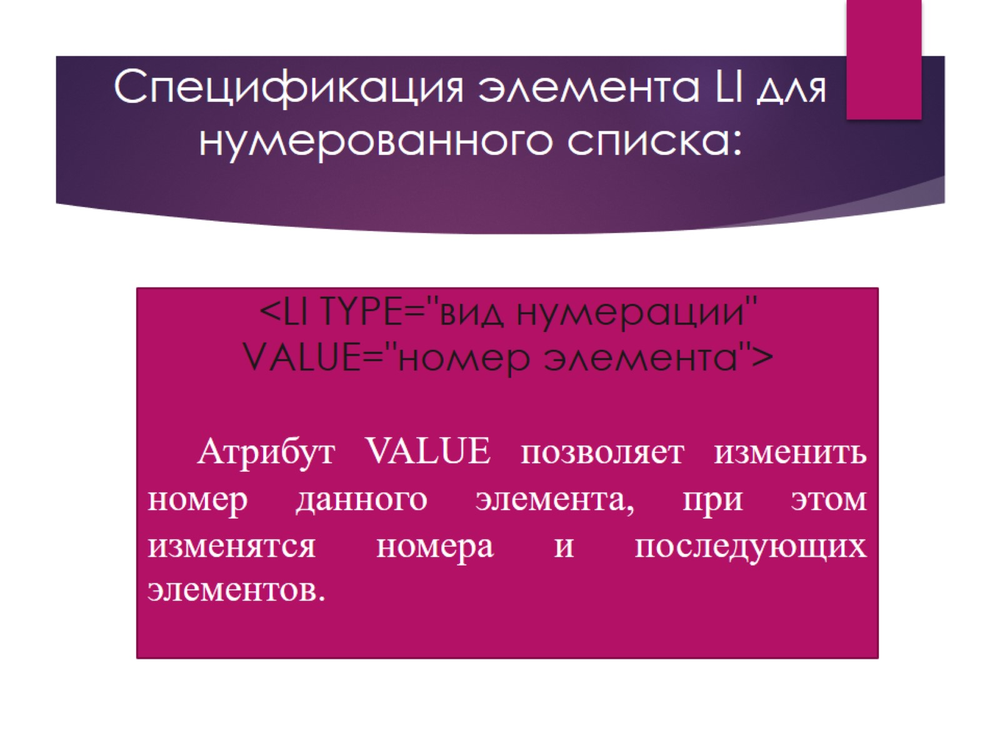 Спецификация элемента LI для
нумерованного списка:
<LI TYPE="вид нумерации"
VALUE="номер элемента">
Атрибут VALUE позволяет изменить
номер данного элемента, при этом
изменятся номера и последующих
элементов.